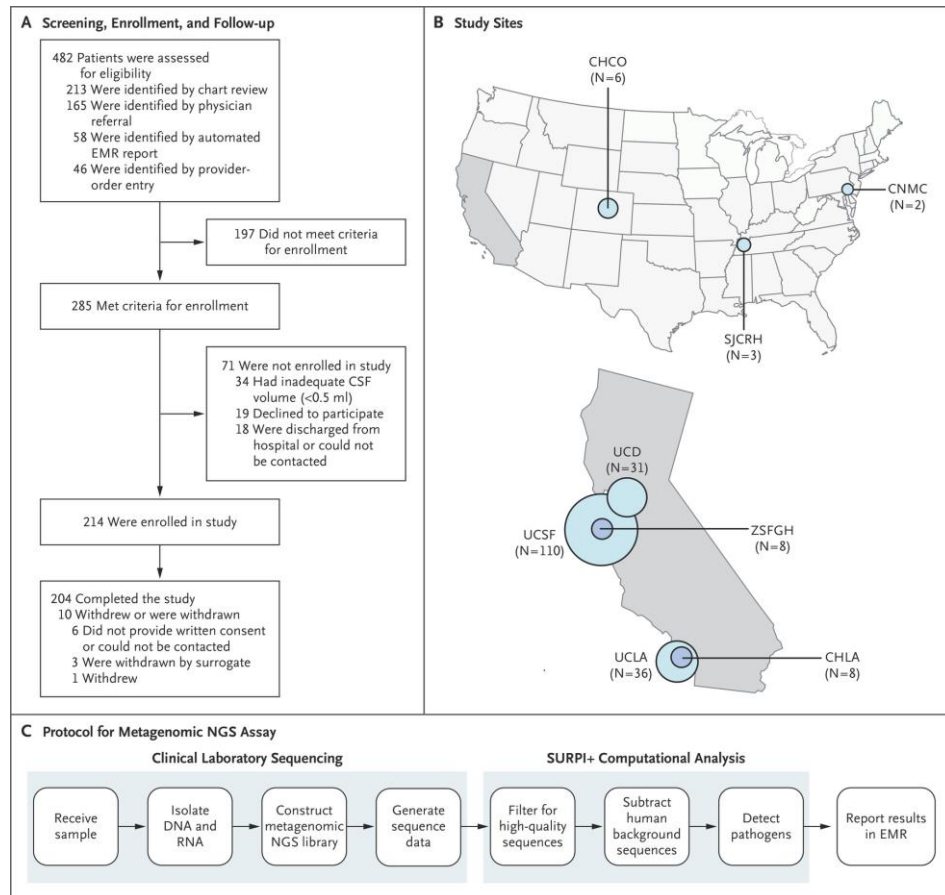 A Screening, Enrollment, and Follow-up
482 Patients were assessed
for eligibility
213 Were identified by chart review
165 Were identified by physician
referral
58 Were identified by automated
EMR report
46 Were identified by provider-
order entry
197 Did not meet criteria
for enrollment
285 Met criteria for enrollment
71 Were not enrolled in study
34 Had inadequate CSF
volume (<0.5 ml)
19 Declined to participate
18 Were discharged from
hospital or could not
be contacted
214 Were enrolled in study
204 Completed the study
10 Withdrew or were withdrawn
6 Did not provide written consent
or could not be contacted
3 Were withdrawn by surrogate
1 Withdrew
B Study Sites
CHCO
(N=6)
CNMC
(N=2)
SJCRH
(N=3)
UCD
(N=31)
UCSF
(N=110)
ZSFGH
(N=8)
UCLA
(N=36)
CHLA
(N=8)
C Protocol for Metagenomic NGS Assay
Clinical Laboratory Sequencing
Receive
sample
Isolate
DNA and
RNA
Construct
metagenomic
NGS library
Generate
sequence
data
SURPI+ Computational Analysis
Filter for
high-quality
sequences
Subtract
human
background
sequences
Detect
pathogens
Report results
in EMR